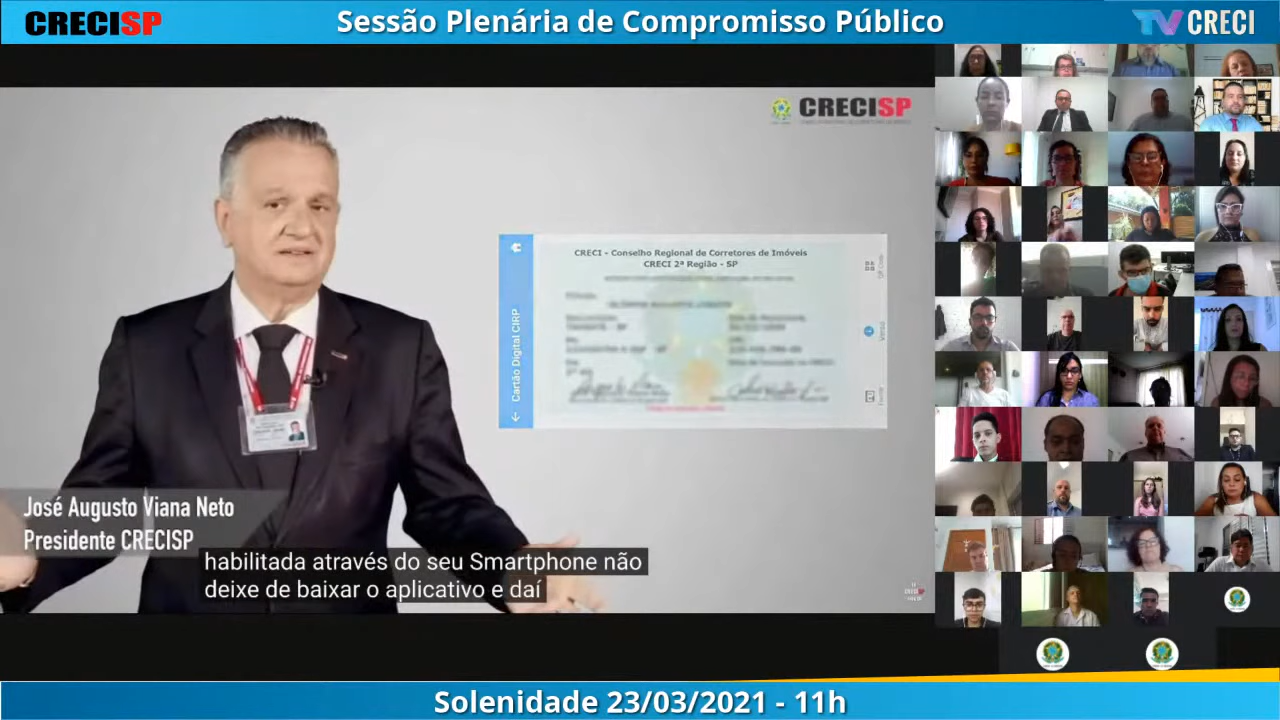 CRECISP
Sessão Plenária de Compromisso Público
TV CRECI
CRECISP
CRECI - Conselho Regional de Corretores de Imóveis
CRECI 2ª Região - SP
Cartão Digital CIRP
José Augusto Viana Neto
Presidente CRECISP
habilitada através do seu Smartphone não
deixe de baixar o aplicativo e daí
Solenidade 23/03/2021 - 11h